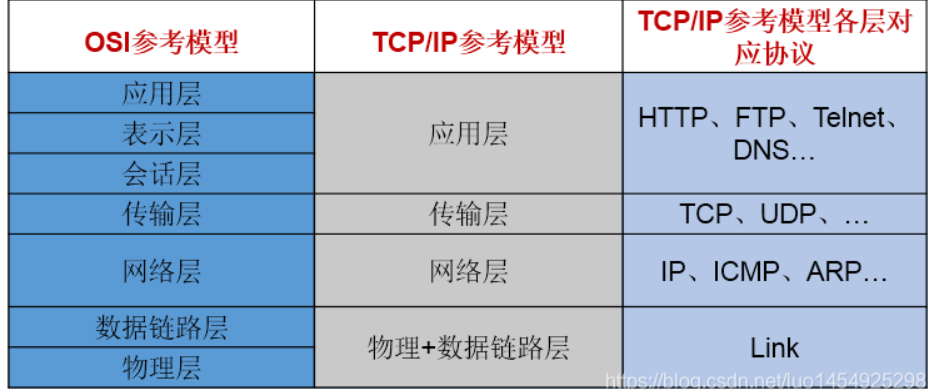 OSI参考模型
TCP/IP参考模型
TCP/IP参考模型各层对
应协议
应用层
表示层
会话层
应用层
HTTP、FTP、Telnet、
DNS…
传输层
传输层
TCP、UDP、…
网络层
网络层
IP、ICMP、ARP…
数据链路层
物理层
物理+数据链路层
Link
https://blog.csdn.net/luo1454925298